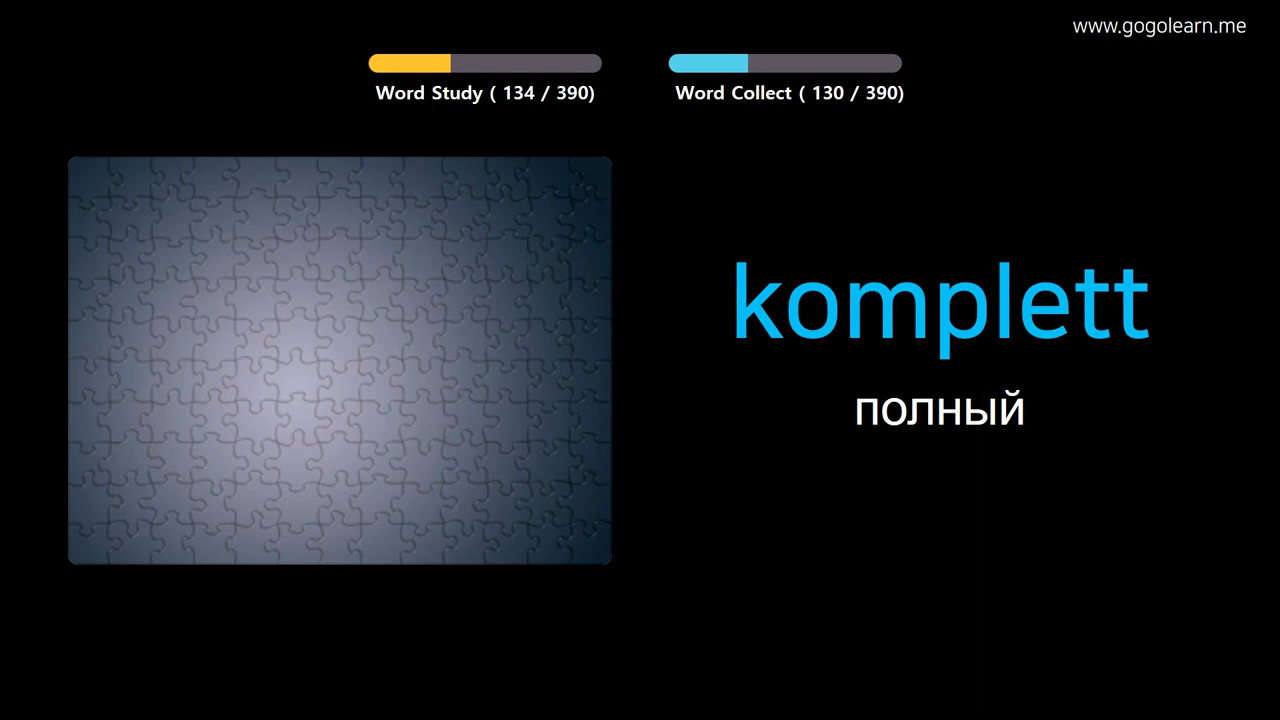 www.gogolearn.me
Word Study ( 134 / 390)
Word Collect ( 130 / 390)
komplett
полный